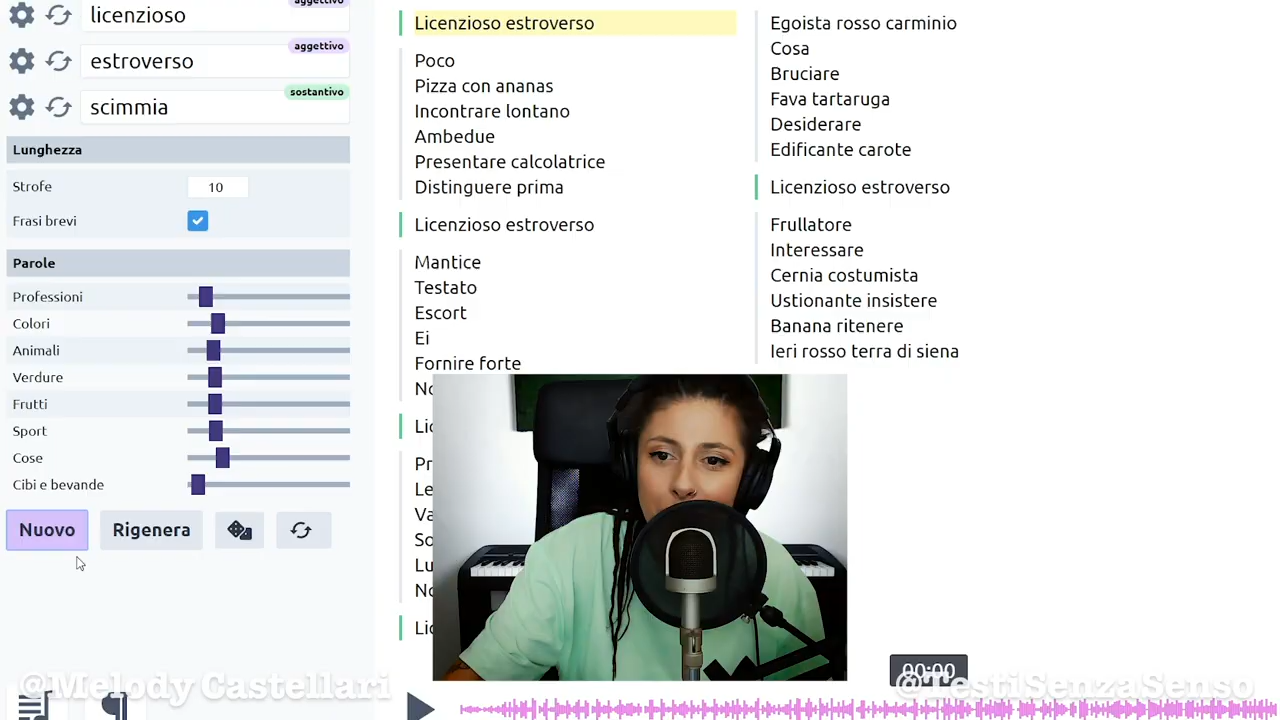 aggettivo
licenzioso
aggettivo
estroverso
sostantivo
scimmia
Lunghezza
Strofe 10
Frasi brevi
Parole
Professioni
Colori
Animali
Verdure
Frutti
Sport
Cose
Cibi e bevande
Nuovo Rigenera
Licenzioso estroverso
Poco
Pizza con ananas
Incontrare lontano
Ambedue
Presentare calcolatrice
Distinguere prima
Licenzioso estroverso
Mantice
Testato
Escort
Ei
Fornire forte
Egoista rosso carminio
Cosa
Bruciare
Fava tartaruga
Desiderare
Edificante carote
Licenzioso estroverso
Frullatore
Interessare
Cernia costumista
Ustionante insistere
Banana ritenere
Ieri rosso terra di siena
00:00
@TestiSenzaSenso